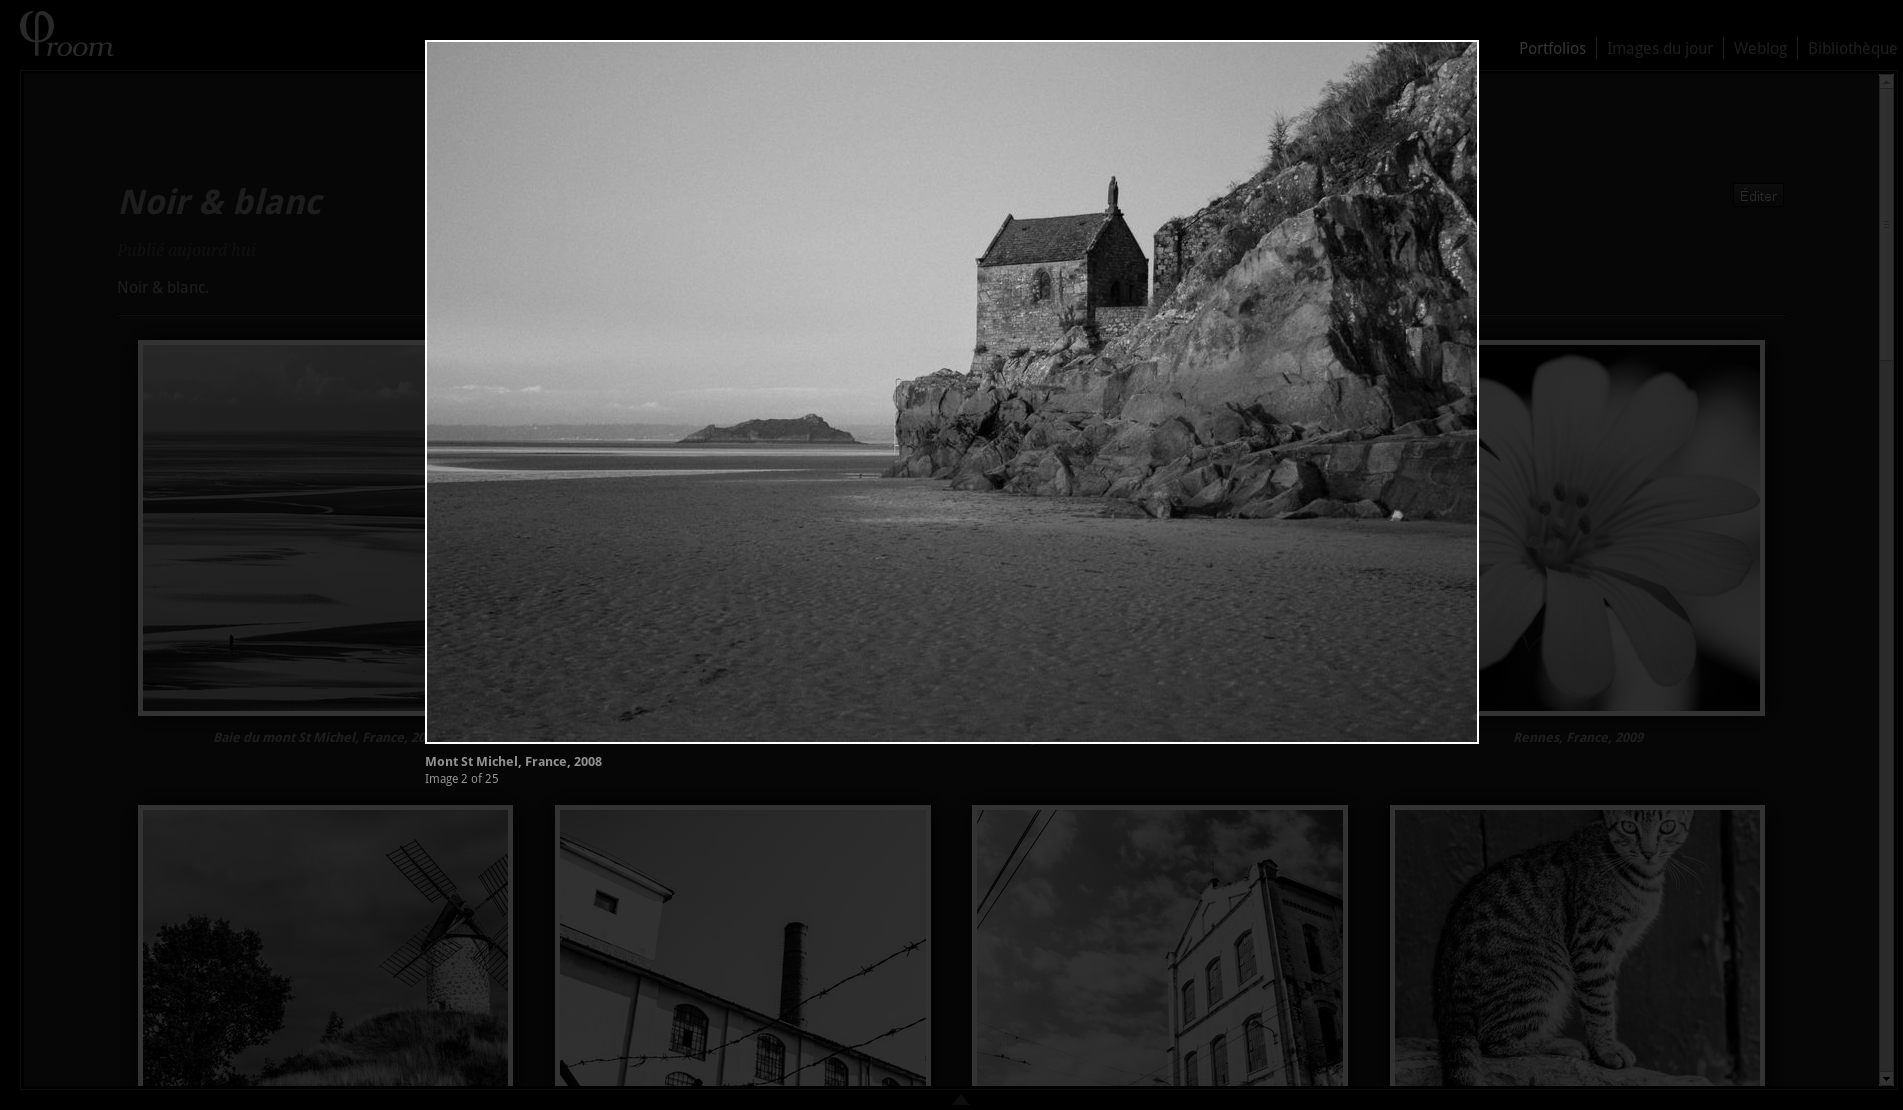 φroom
Portfolios
Images du jour
Weblog
Bibliothèque
Noir & blanc
Éditer
Publié aujourd'hui
Noir & blanc.
Baie du mont St Michel, France,
Rennes, France, 2009
Mont St Michel, France, 2008
Image 2 of 25